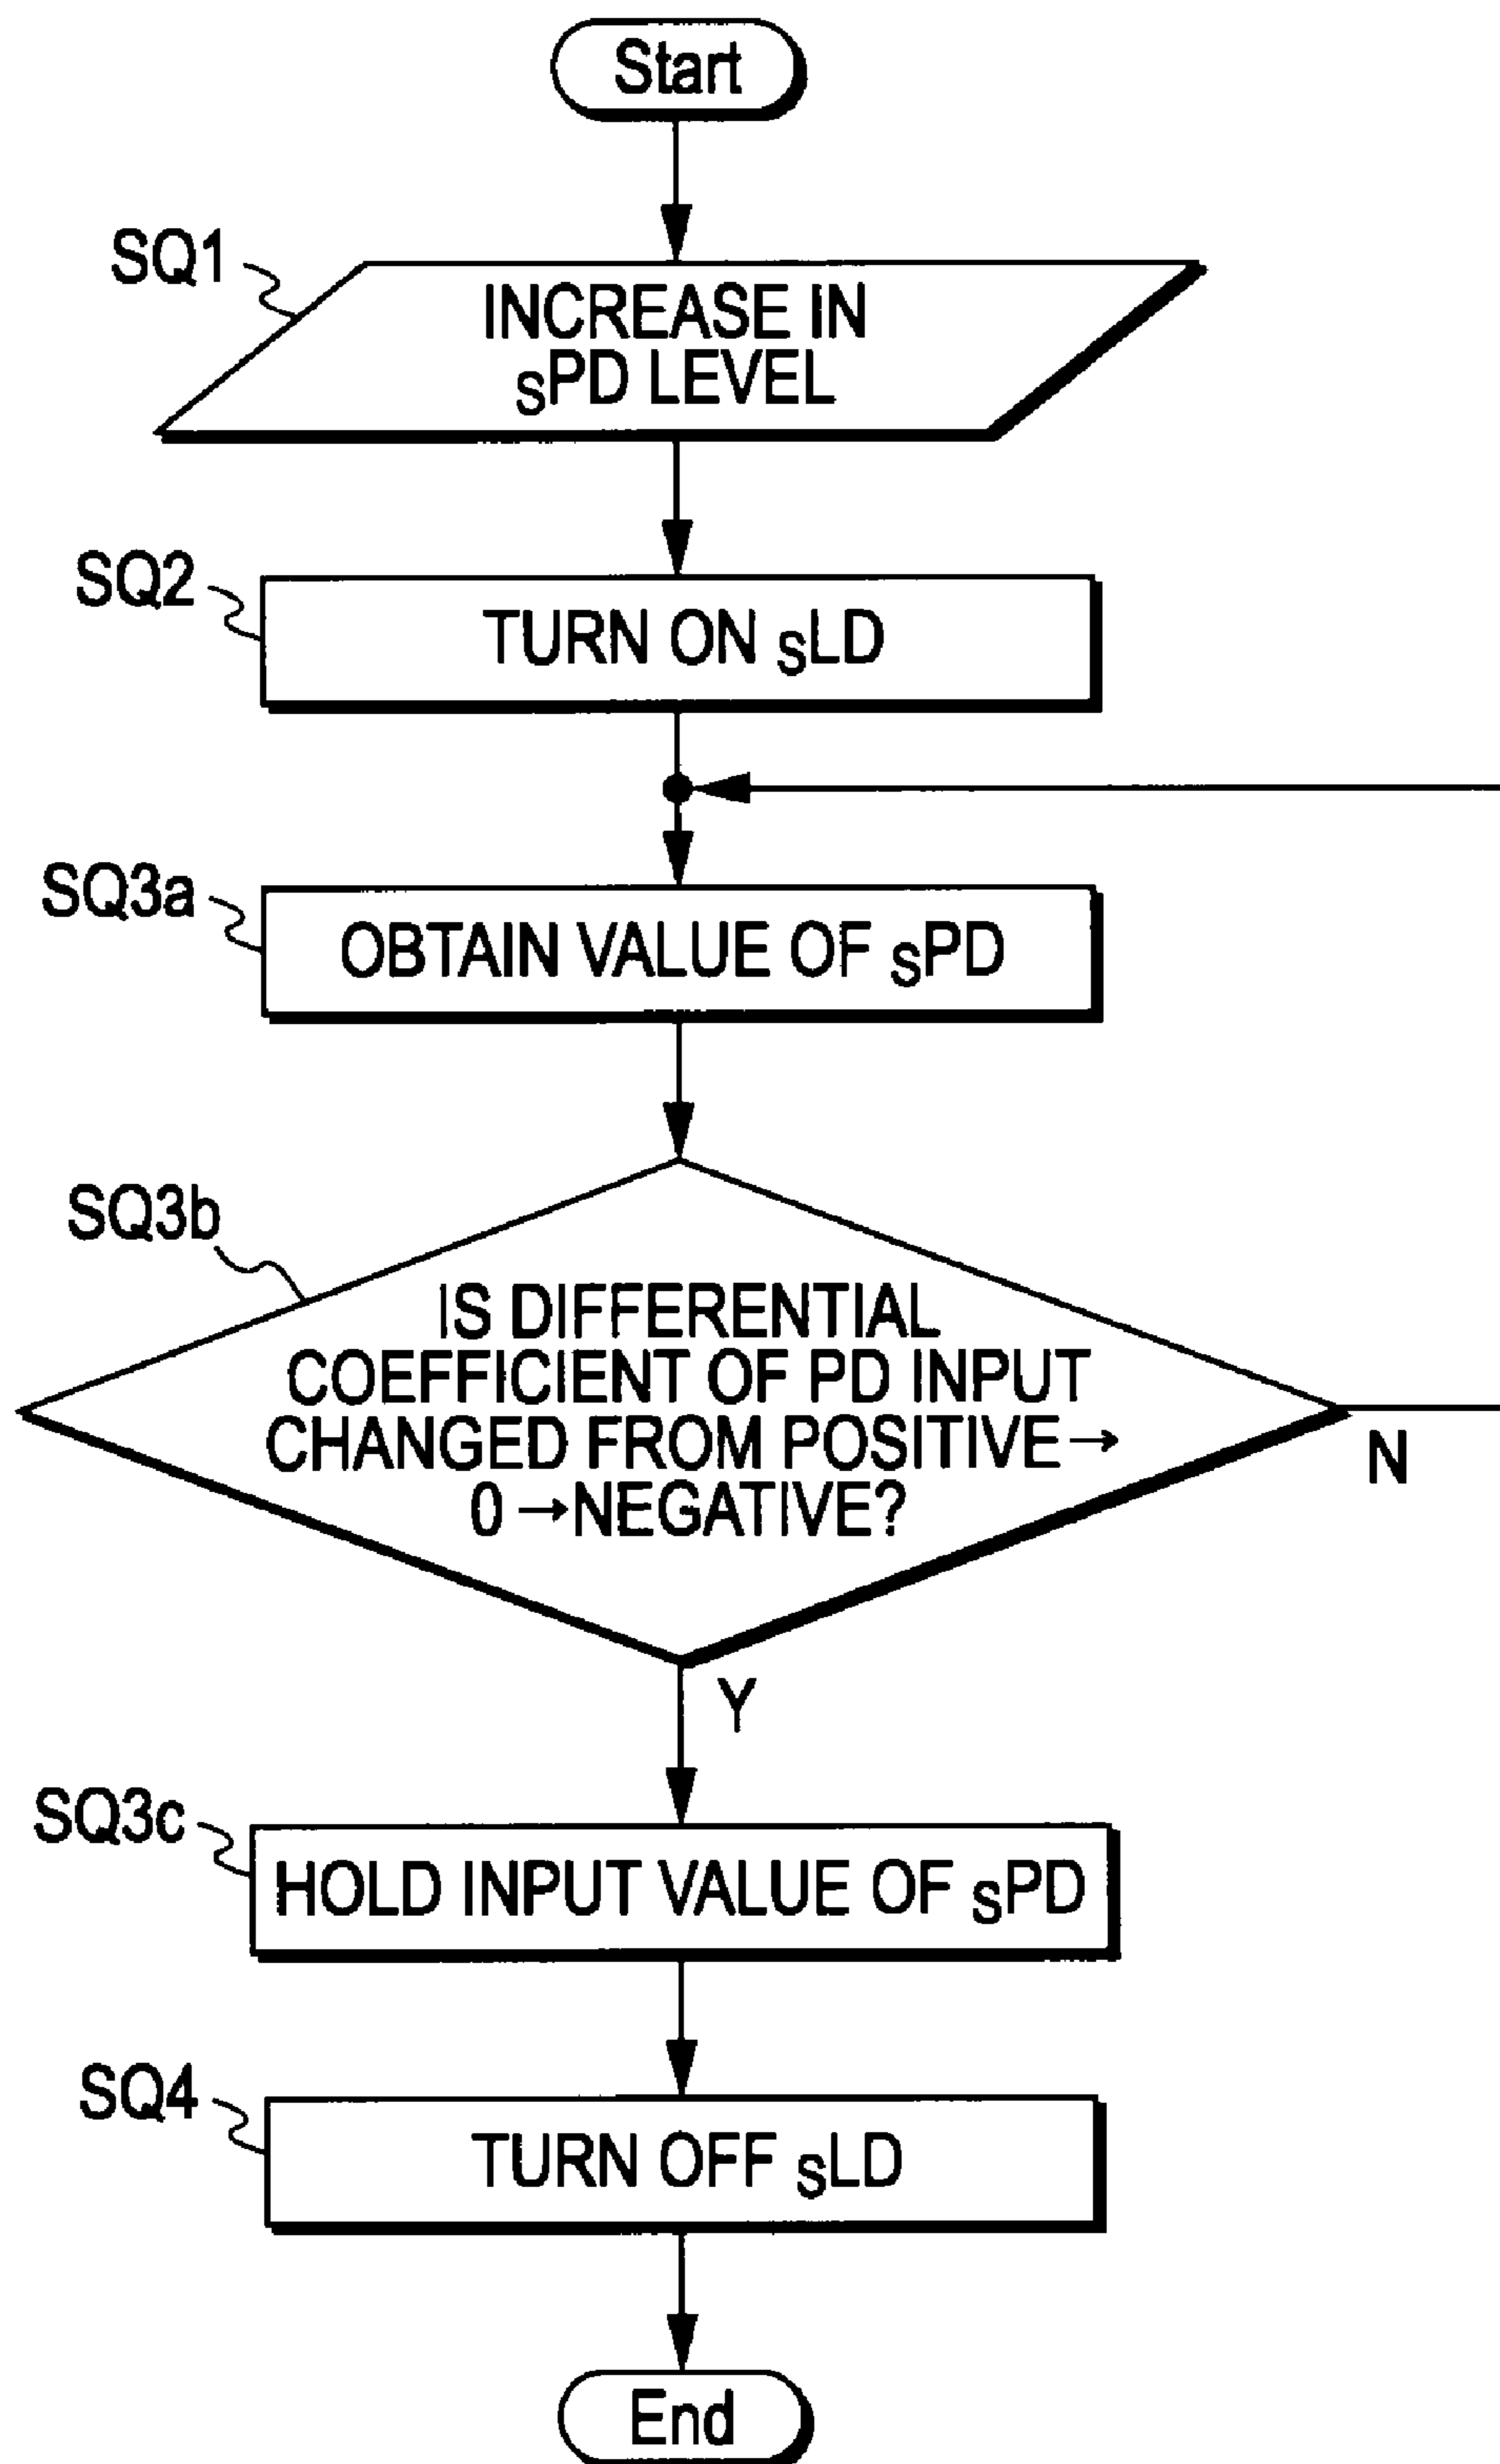 Start
SQ1
INCREASE IN
SPD LEVEL
SQ2
TURN ON SLD
SQ3a
OBTAIN VALUE OF SPD
SQ3b
IS DIFFERENTIAL
COEFFICIENT OF PD INPUT
CHANGED FROM POSITIVE→
0→NEGATIVE?
N
Y
SQ3c
HOLD INPUT VALUE OF SPD
SQ4
TURN OFF SLD
End